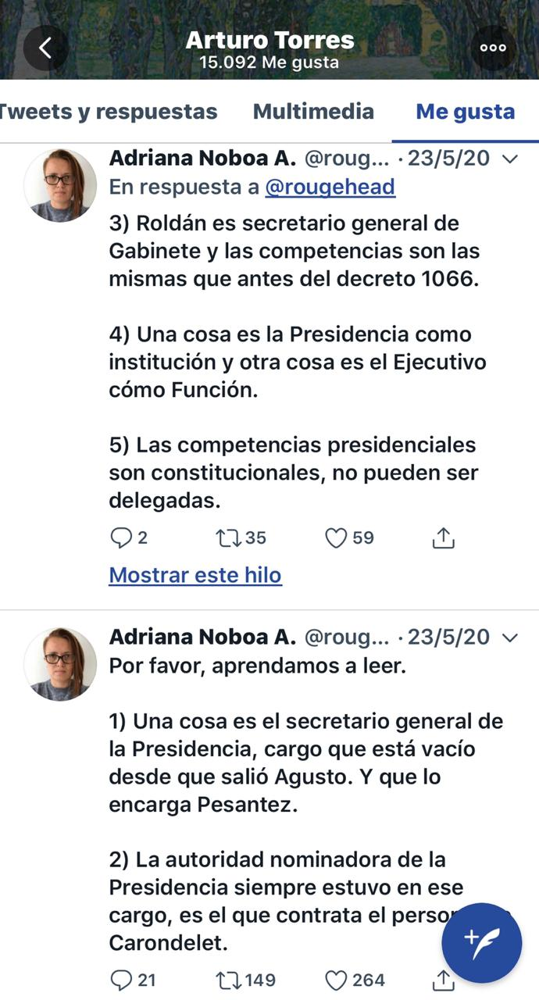 Arturo Torres
15.092 Me gusta
Tweets y respuestas
Multimedia
Me gusta
Adriana Noboa A. @roug... · 23/5/20
En respuesta a @rougehead
3) Roldán es secretario general de
Gabinete y las competencias son las
mismas que antes del decreto 1066.
4) Una cosa es la Presidencia como
institución y otra cosa es el Ejecutivo
cómo Función.
5) Las competencias presidenciales
son constitucionales, no pueden ser
delegadas.
2 35 59
Mostrar este hilo
Adriana Noboa A. @roug... · 23/5/20
Por favor, aprendamos a leer.
1) Una cosa es el secretario general de
la Presidencia, cargo que está vacío
desde que salió Agusto. Y que lo
encarga Pesantez.
2) La autoridad nominadora de la
Presidencia siempre estuvo en ese
cargo, es el que contrata el
Carondelet.
21 149 264